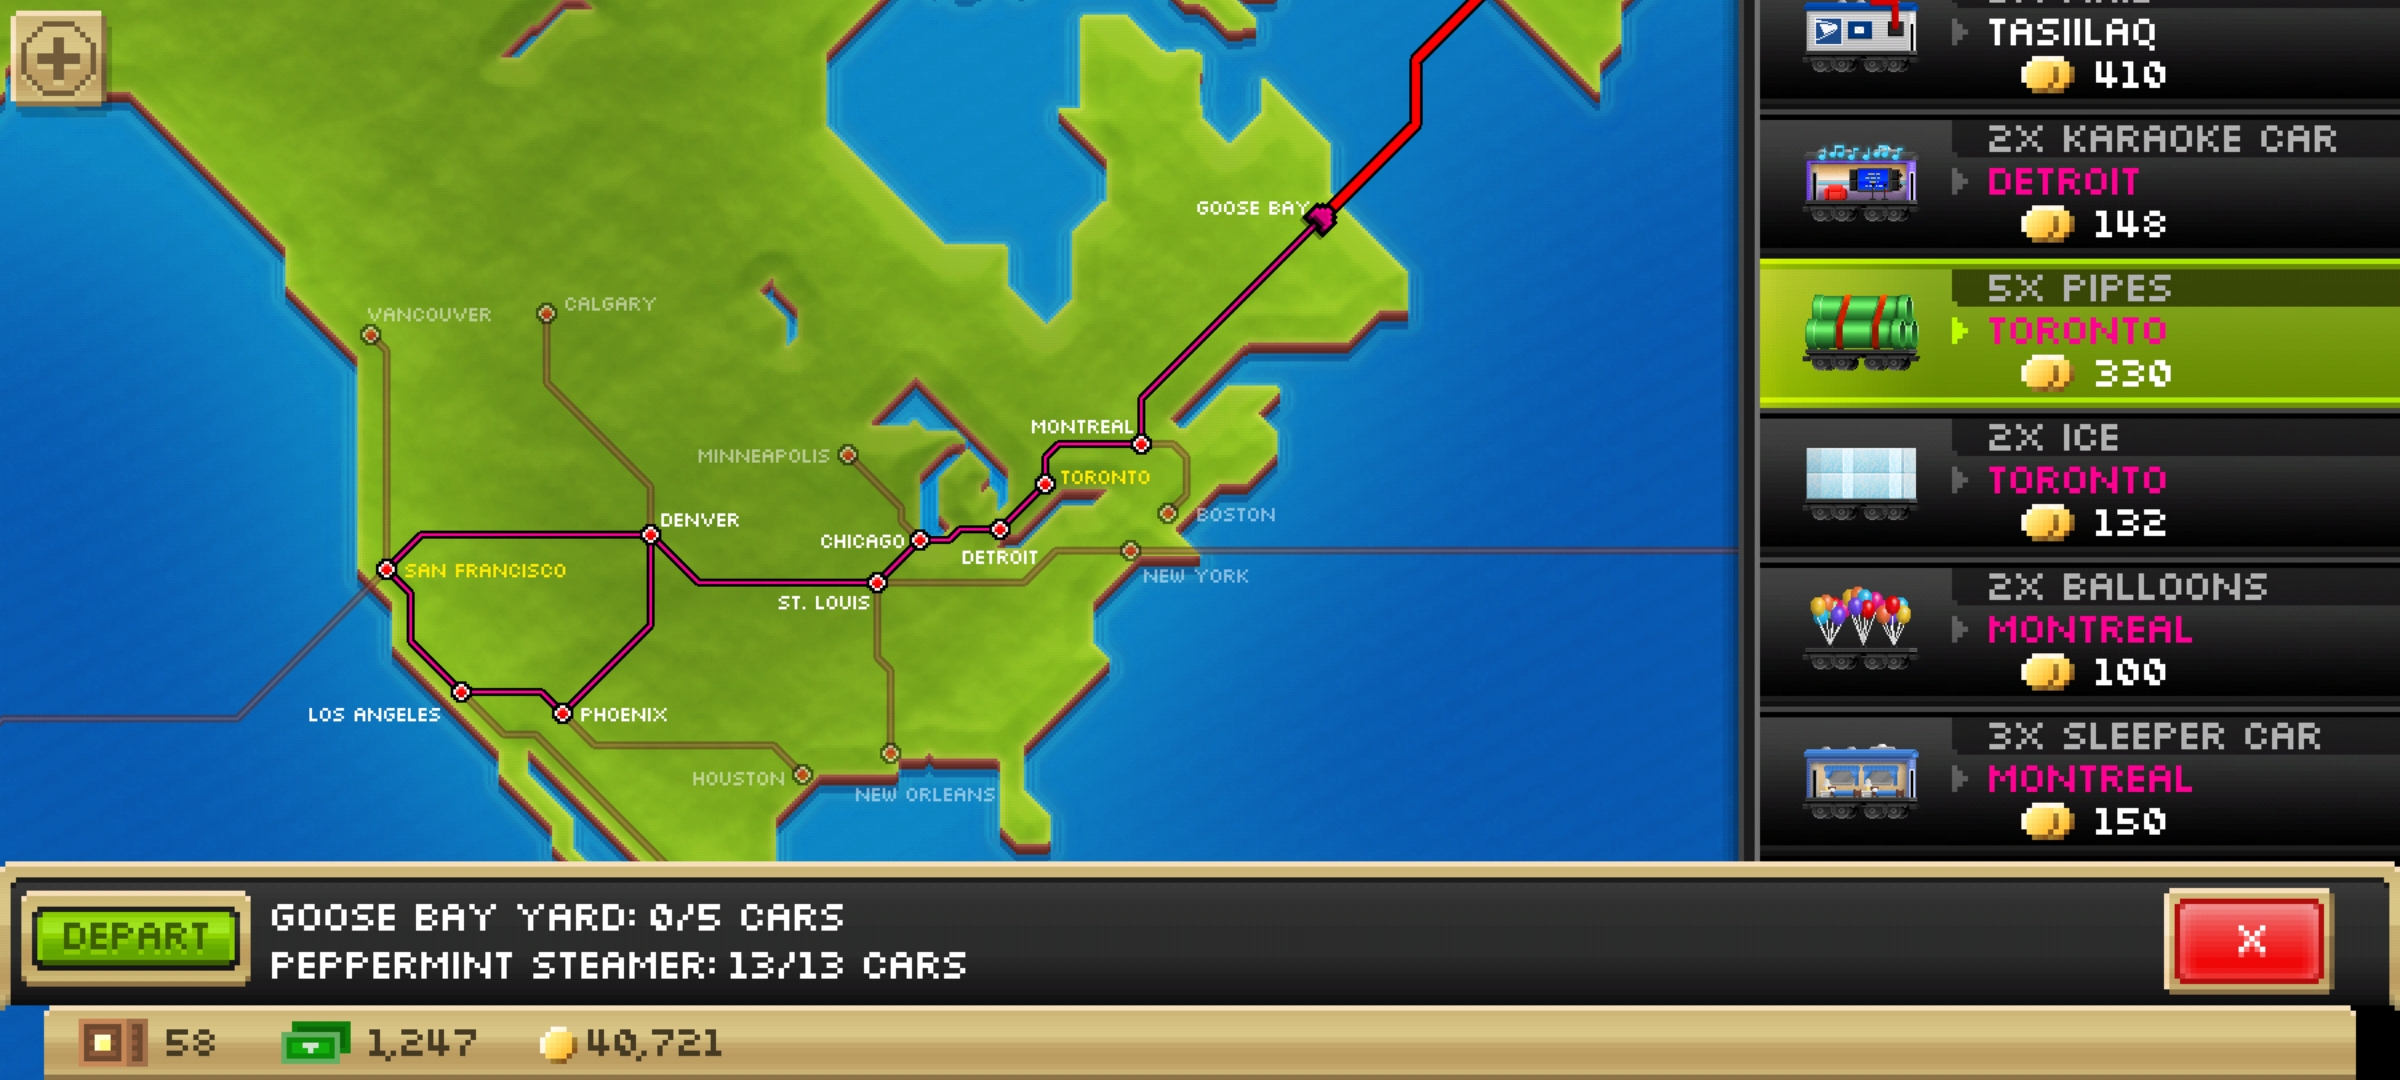 TASIILAQ
410
2X KARAOKE CAR
DETROIT
148
5X PIPES
TORONTO
330
2X ICE
TORONTO
132
2X BALLOONS
MONTREAL
100
3X SLEEPER CAR
MONTREAL
150
GOOSE BAY
VANCOUVER
CALGARY
MONTREAL
MINNEAPOLIS
TORONTO
BOSTON
DENVER
CHICAGO
DETROIT
SAN FRANCISCO
NEW YORK
ST. LOUIS
LOS ANGELES
PHOENIX
HOUSTON
NEW ORLEANS
DEPART
GOOSE BAY YARD: 0/5 CARS
PEPPERMINT STEAMER: 13/13 CARS
X
58
1,247
40,721